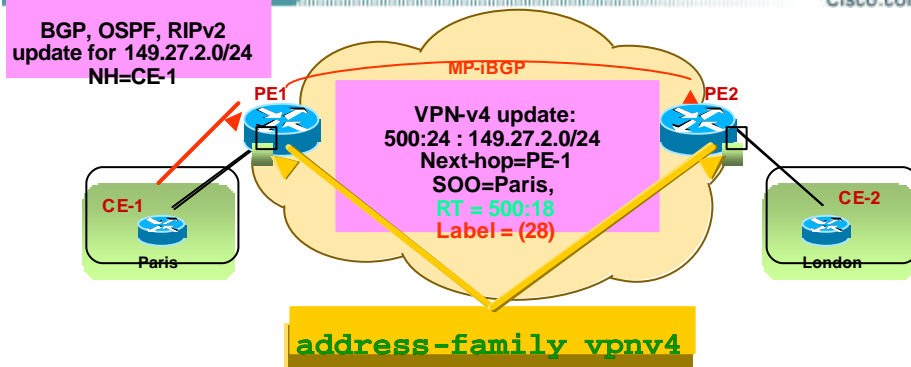 Cisco.com
BGP, OSPF, RIPv2
update for 149.27.2.0/24
NH=CE-1
MP-iBGP
PE1
PE2
VPN-v4 update:
500:24 : 149.27.2.0/24
Next-hop=PE-1
SOO=Paris,
RT = 500:18
Label = (28)
CE-1
Paris
CE-2
London
address-family vpnv4